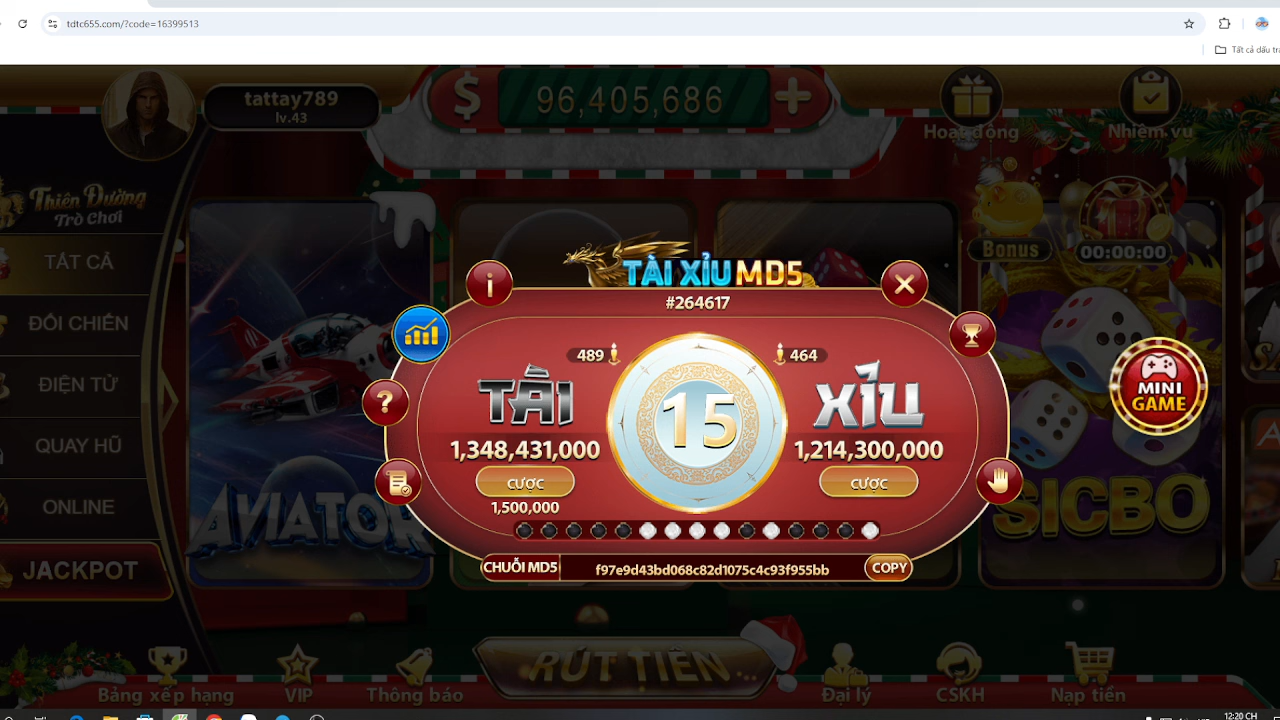 tdtc655.com/?code=16399513
Tất cả dấu tra
tattay789
lv.43
$ 96,405,686 +
Hoạt động
Nhiệm vụ
Thiên Đường
Trò Chơi
TẤT CẢ
ĐỐI CHIẾN
ĐIỆN TỬ
QUAY HŨ
ONLINE
JACKPOT
AVIATOR
Bonus
00:00:00
SICBO
MINI
GAME
TÀI XỈU MD5
#264617
489
464
TÀI
15
XỈU
1,348,431,000
1,214,300,000
CƯỢC
CƯỢC
1,500,000
CHUỖI MD5
f97e9d43bd068c82d1075c4c93f955bb
COPY
RÚT TIỀN
Bảng xếp hạng
VIP
Thông báo
Đại lý
CSKH
Nạp tiền
12:20 CH